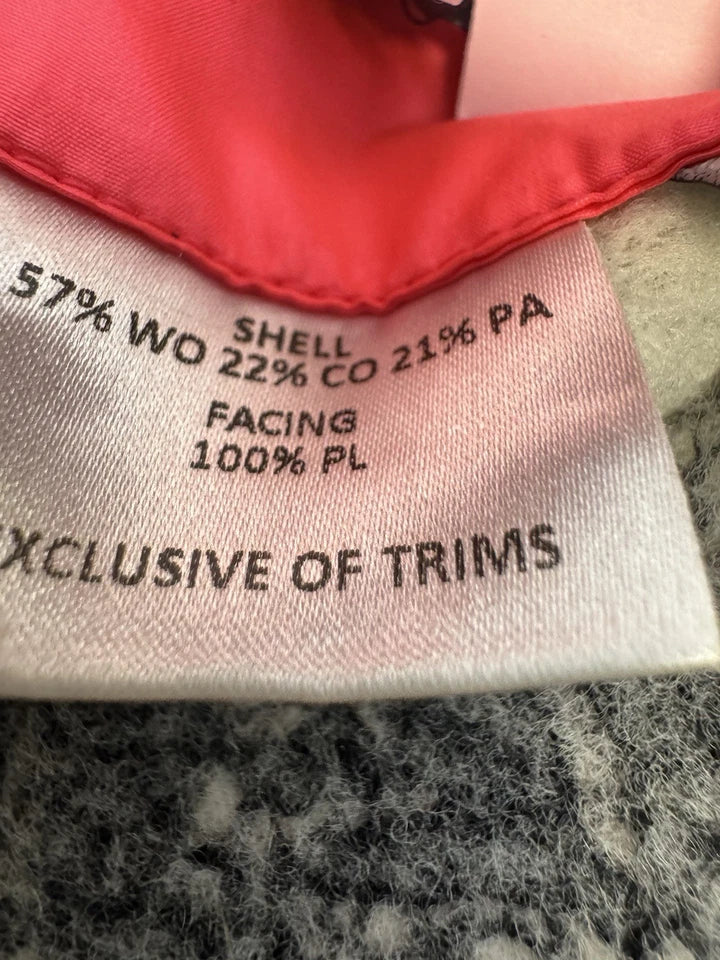 SHELL
57% WO 22% CO 21% PA
FACING
100% PL
XCLUSIVE OF TRIMS